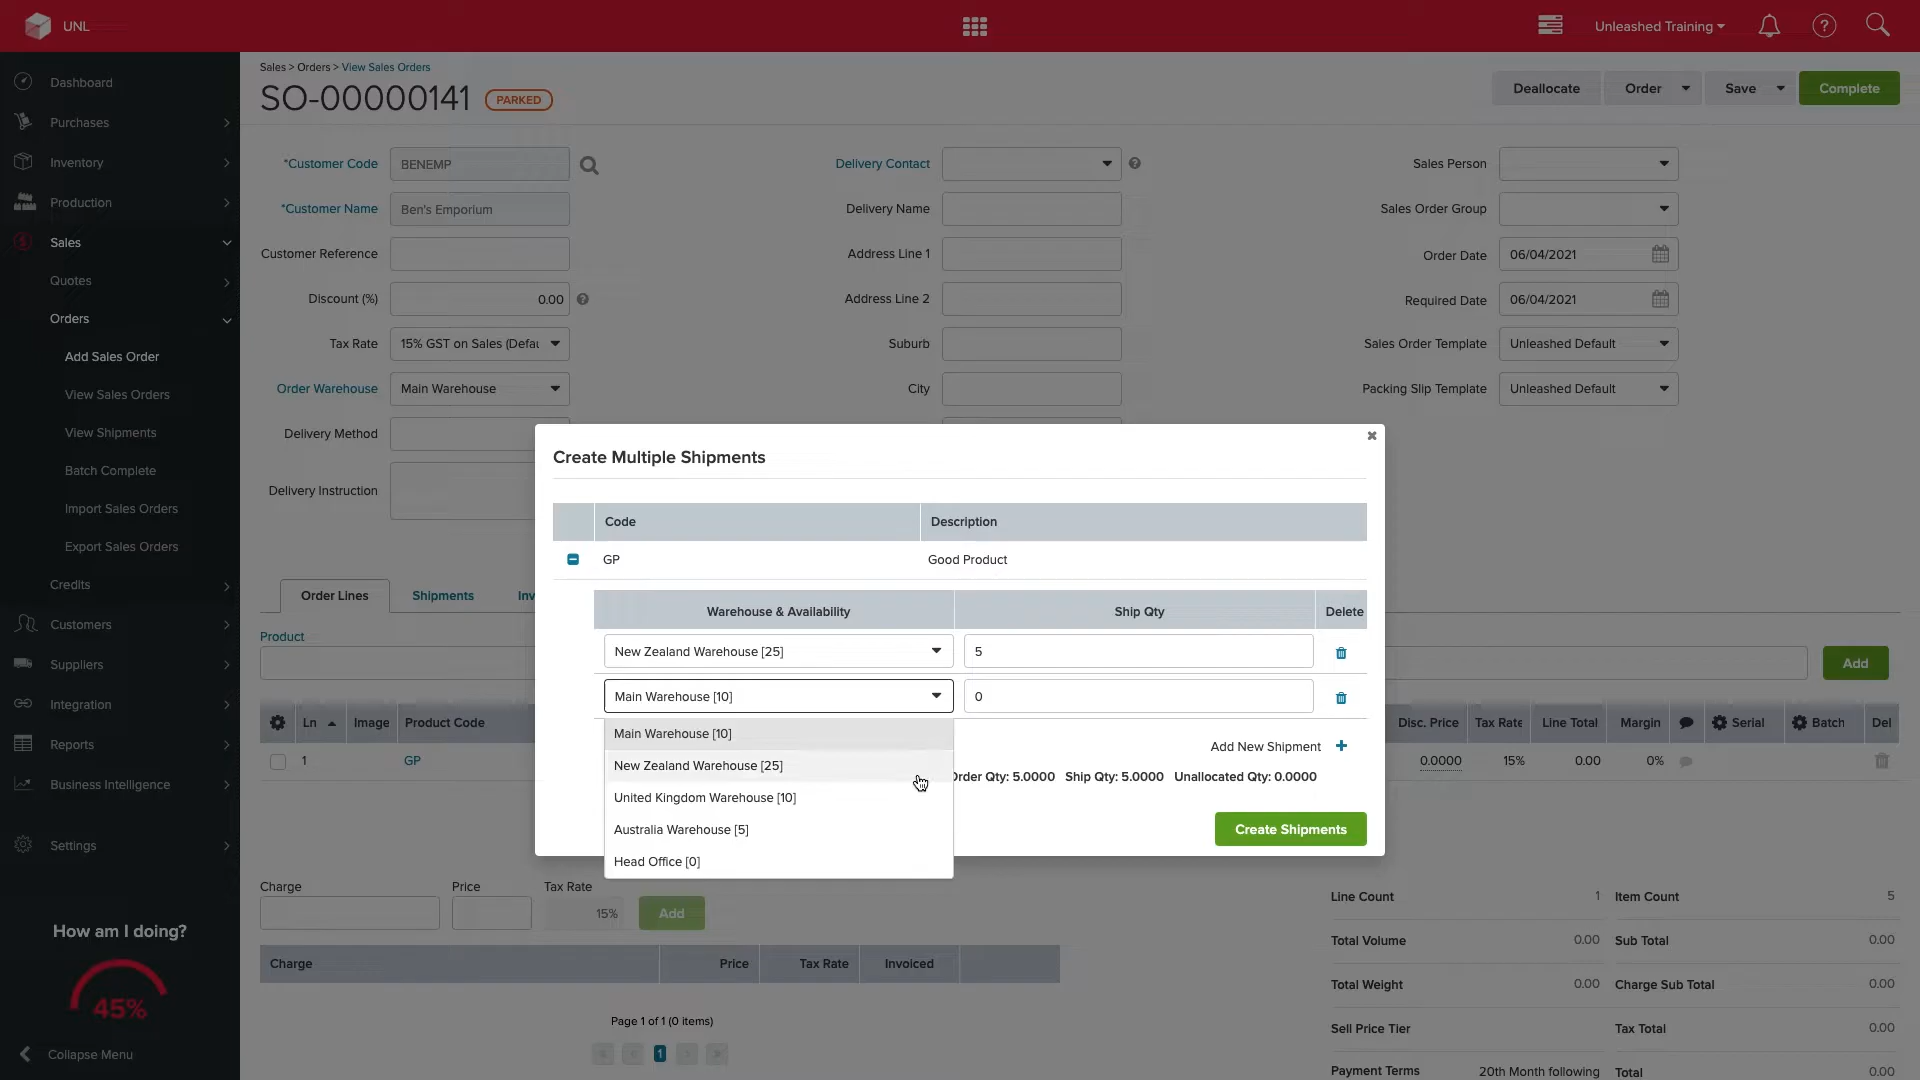 UNL
Unleashed Training
Dashboard
Purchases
Inventory
Production
Sales
Quotes
Orders
Add Sales Order
View Sales Orders
View Shipments
Batch Complete
Import Sales Orders
Export Sales Orders
Credits
Customers
Suppliers
Integration
Reports
Business Intelligence
Settings
How am I doing?
45%
Collapse Menu
Sales > Orders > View Sales Orders
SO-00000141 PARKED
Deallocate Order Save Complete
*Customer Code BENEMP
*Customer Name Ben's Emporium
Customer Reference
Discount (%) 0.00
Tax Rate 15% GST on Sales (Defau
Order Warehouse Main Warehouse
Delivery Method
Delivery Instruction
Delivery Contact
Delivery Name
Address Line 1
Address Line 2
Suburb
City
Sales Person
Sales Order Group
Order Date 06/04/2021
Required Date 06/04/2021
Sales Order Template Unleashed Default
Packing Slip Template Unleashed Default
Order Lines Shipments
Product
Add
Ln Image Product Code
1 GP
Disc. Price Tax Rate Line Total Margin Serial Batch Del
0.0000 15% 0.00 0%
Create Multiple Shipments
Code Description
GP Good Product
Warehouse & Availability Ship Qty Delete
New Zealand Warehouse [25] 5
Main Warehouse [10] 0
Main Warehouse [10]
New Zealand Warehouse [25]
United Kingdom Warehouse [10]
Australia Warehouse [5]
Head Office [0]
Add New Shipment
Order Qty: 5.0000 Ship Qty: 5.0000 Unallocated Qty: 0.0000
Create Shipments
Charge Price Tax Rate
15% Add
Charge Price Tax Rate Invoiced
Page 1 of 1 (0 items)
1
Line Count 1 Item Count 5
Total Volume 0.00 Sub Total 0.00
Total Weight 0.00 Charge Sub Total 0.00
Sell Price Tier Tax Total 0.00
Payment Terms 20th Month following Total 0.00